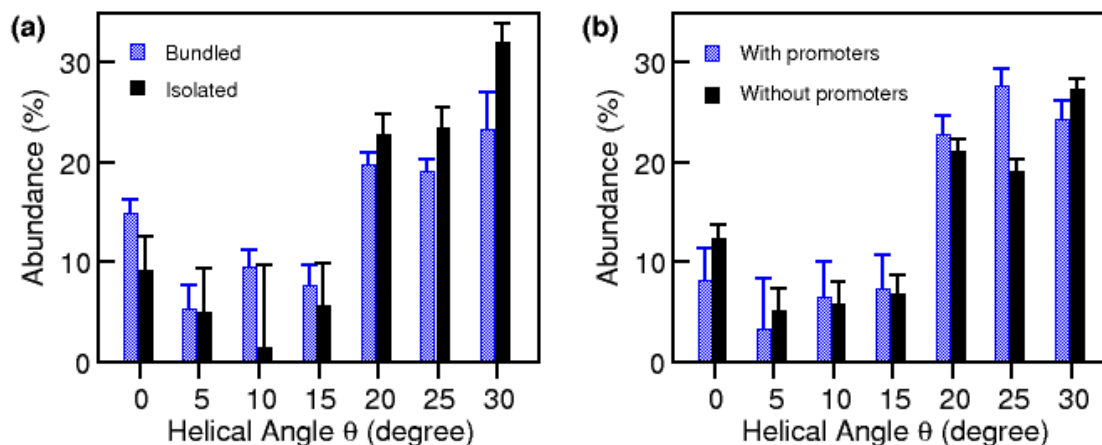 (a)
Bundled
Isolated
Abundance (%)
30
20
10
0
0 5 10 15 20 25 30
Helical Angle θ (degree)
(b)
With promoters
Without promoters
Abundance (%)
30
20
10
0
0 5 10 15 20 25 30
Helical Angle θ (degree)